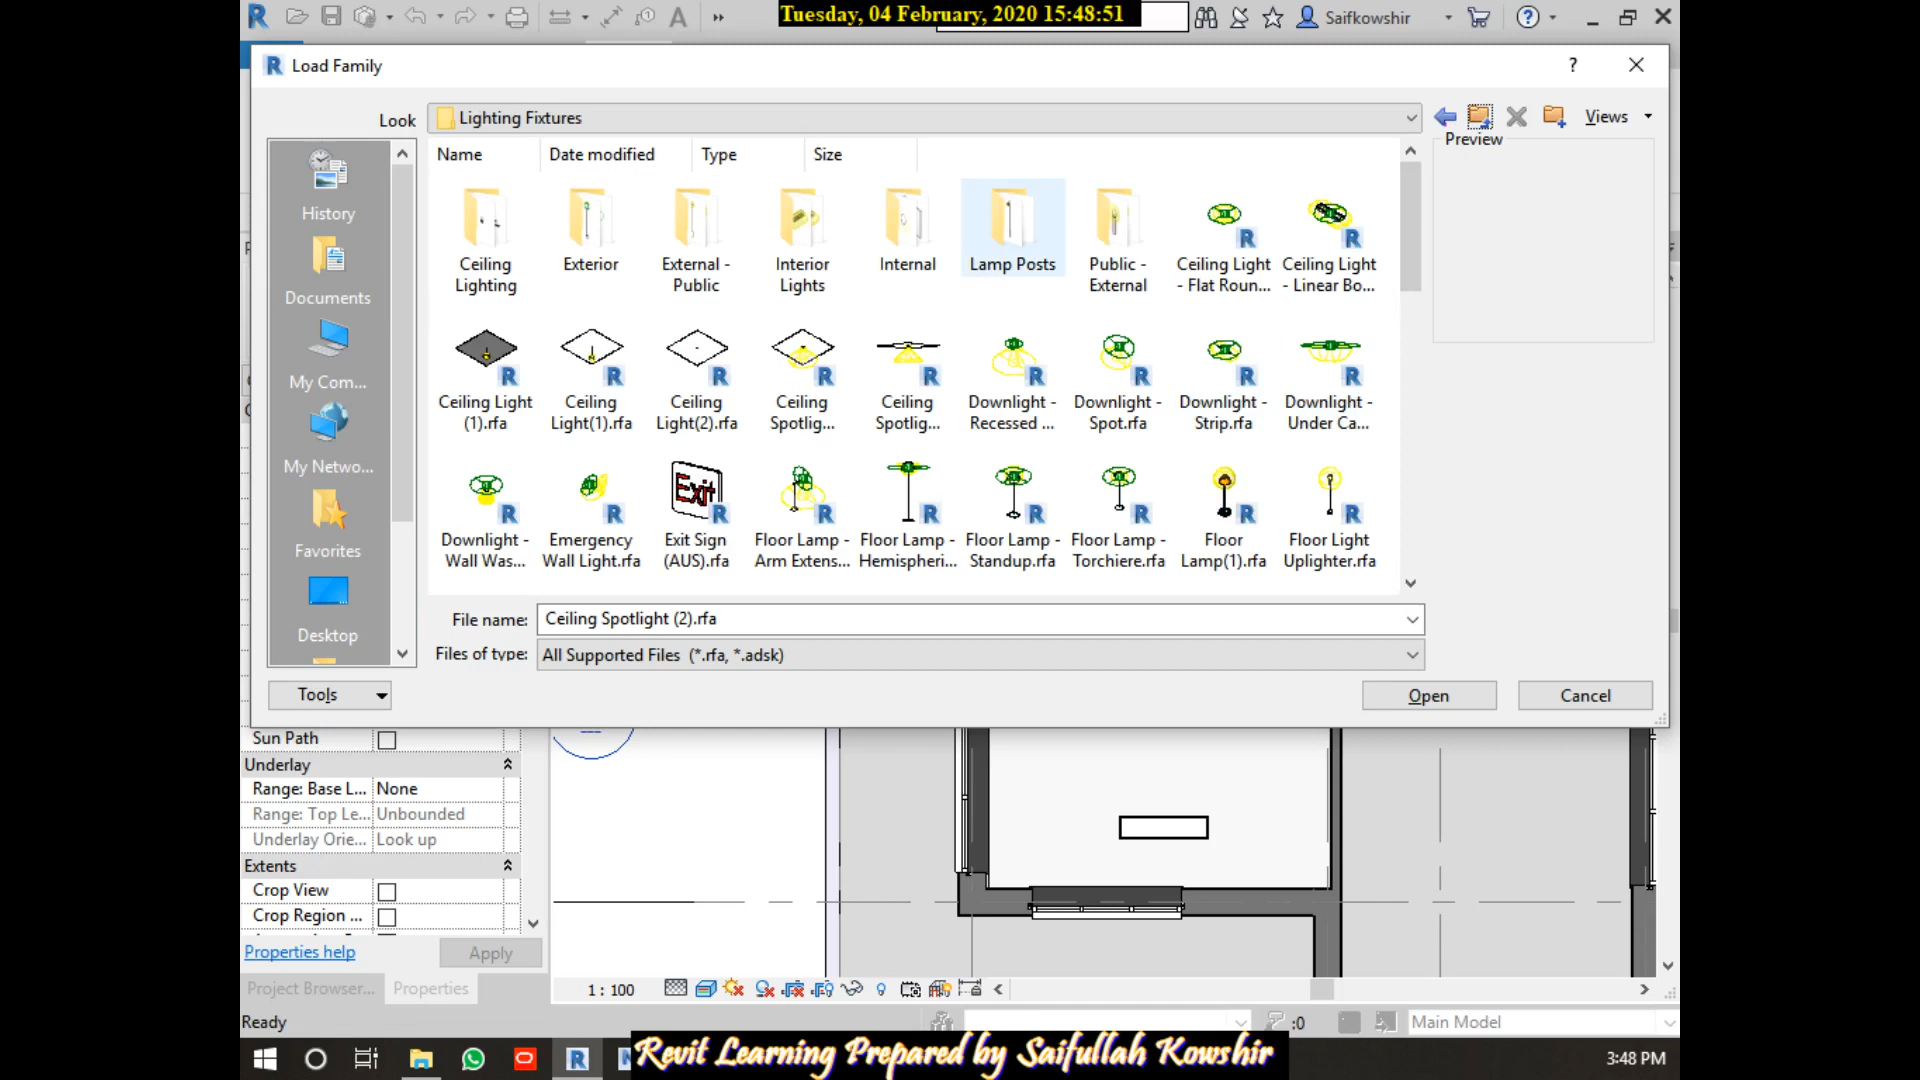 Tuesday, 04 February, 2020 15:48:51
Saifkowshir
Load Family
Look
Lighting Fixtures
Views
Preview
Name Date modified Type Size
History
Documents
My Com...
My Netwo...
Favorites
Desktop
Ceiling Lighting
Exterior
External - Public
Interior Lights
Internal
Lamp Posts
Public - External
Ceiling Light - Flat Roun...
Ceiling Light - Linear Bo...
Ceiling Light (1).rfa
Ceiling Light(1).rfa
Ceiling Light(2).rfa
Ceiling Spotlig...
Ceiling Spotlig...
Downlight - Recessed ...
Downlight - Spot.rfa
Downlight - Strip.rfa
Downlight - Under Ca...
Downlight - Wall Was...
Emergency Wall Light.rfa
Exit
Exit Sign (AUS).rfa
Floor Lamp - Arm Extens...
Floor Lamp - Hemispheri...
Floor Lamp - Standup.rfa
Floor Lamp - Torchiere.rfa
Floor Lamp(1).rfa
Floor Light Uplighter.rfa
File name: Ceiling Spotlight (2).rfa
Files of type: All Supported Files (*.rfa, *.adsk)
Tools
Open
Cancel
Sun Path
Underlay
Range: Base L... None
Range: Top Le... Unbounded
Underlay Orie... Look up
Extents
Crop View
Crop Region ...
Properties help
Apply
Project Browser...
Properties
1 : 100
Ready
:0
Main Model
Revit Learning Prepared by Saifullah Kowshir
3:48 PM